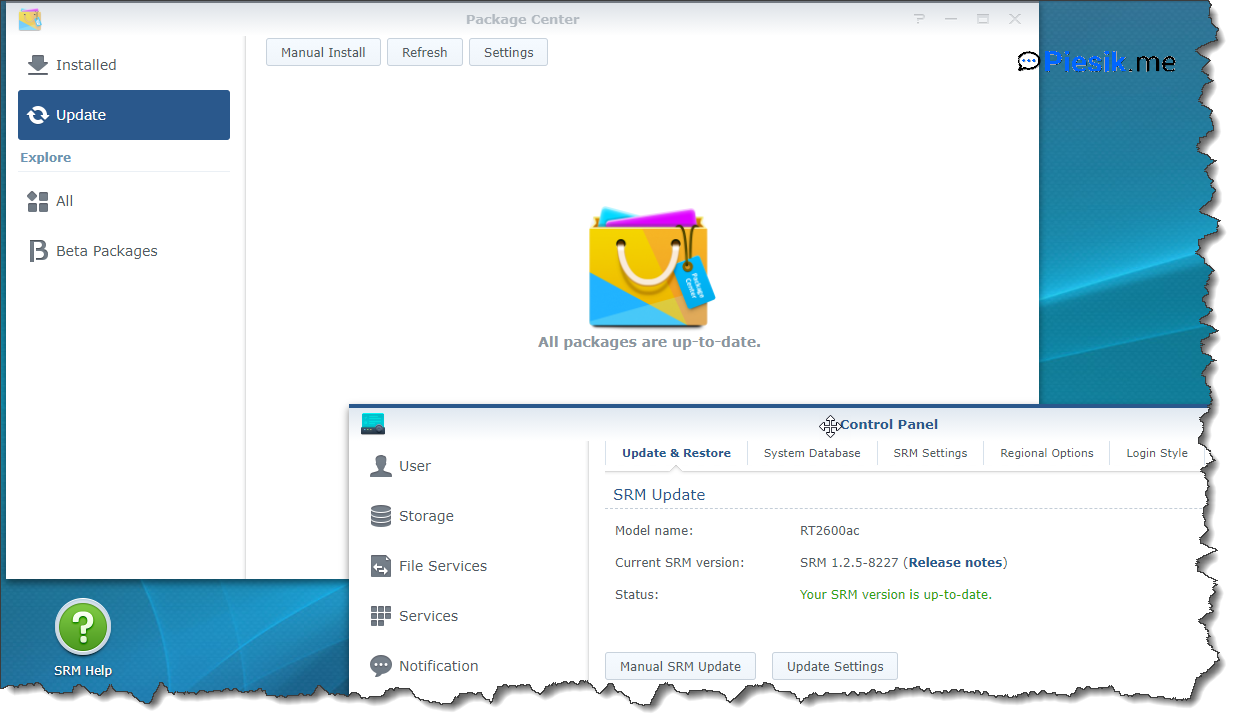 Package Center
Installed
Manual Install Refresh Settings
Piesik.me
Update
Explore
All
Beta Packages
Package Center
All packages are up-to-date.
Control Panel
User
Storage
File Services
Services
Notification
Update & Restore System Database SRM Settings Regional Options Login Style
SRM Update
Model name: RT2600ac
Current SRM version: SRM 1.2.5-8227 (Release notes)
Status: Your SRM version is up-to-date.
Manual SRM Update Update Settings
SRM Help